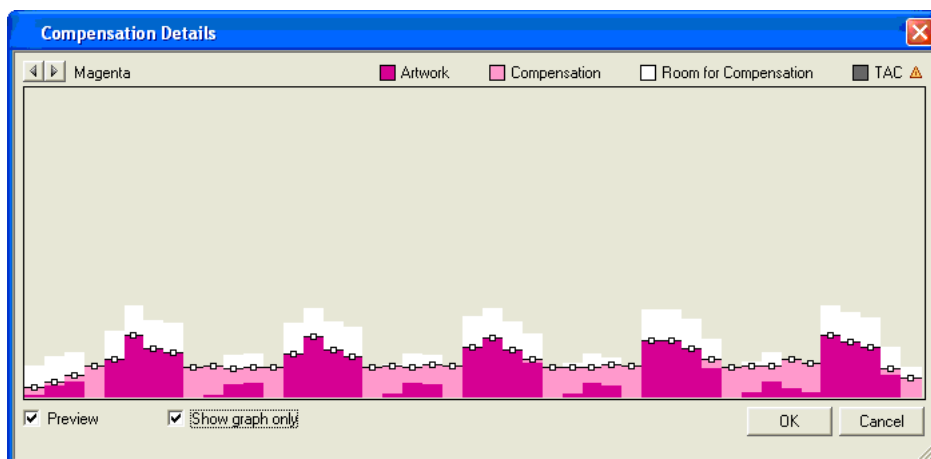 Compensation Details
Magenta Artwork Compensation Room for Compensation TAC
Preview Show graph only OK Cancel